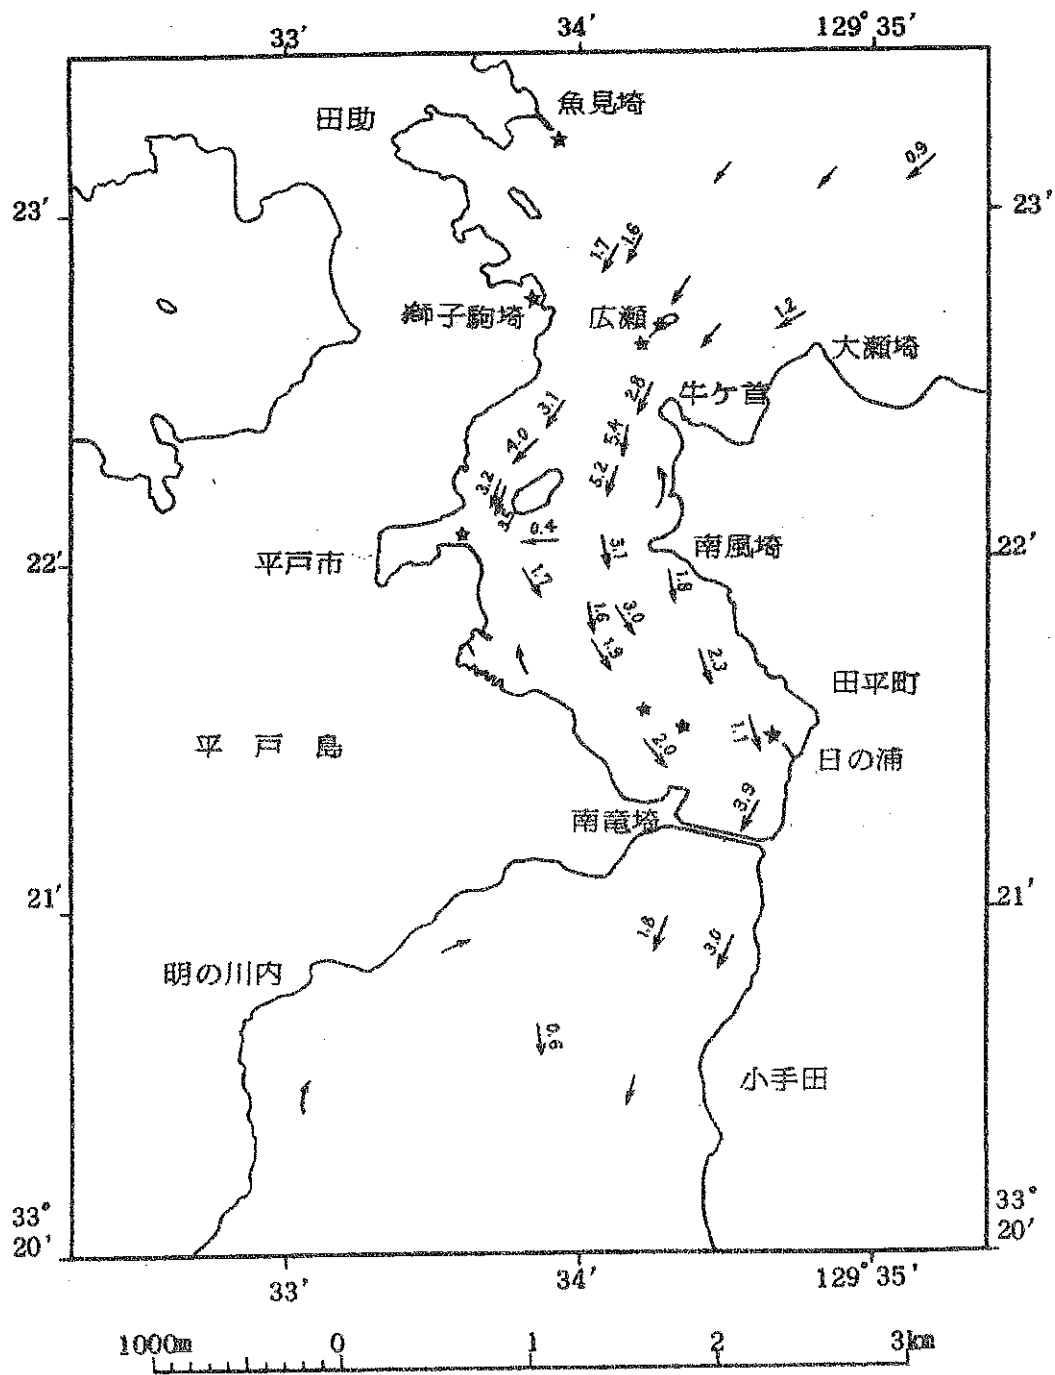 33′ 34′ 129°35′
魚見埼
田助
0.9
23′ 23′
1.7 1.6
獅子駒埼 広瀬 1.2
大瀬埼
2.8 牛ケ首
3.1
4.0 5.4
3.2 5.2
3.5
0.4
平戸市 5.1 南風埼
22′ 22′
1.7 1.8
1.6 3.0
1.9 2.3
田平町
平戸島 2.0 1.1
日の浦
3.9
南竜埼
21′ 21′
1.8 3.0
明の川内
0.6
小手田
33° 33°
20′ 20′
33′ 34′ 129°35′
1000m 0 1 2 3km